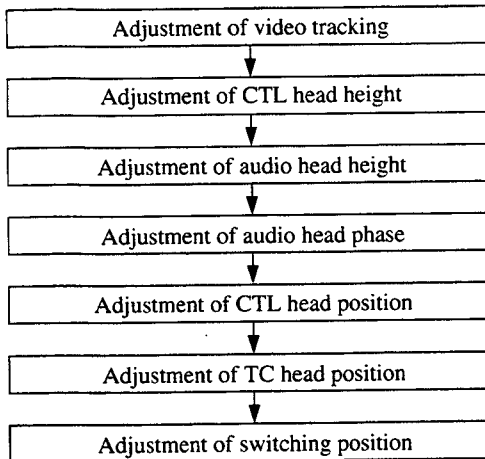 Adjustment of video tracking
Adjustment of CTL head height
Adjustment of audio head height
Adjustment of audio head phase
Adjustment of CTL head position
Adjustment of TC head position
Adjustment of switching position